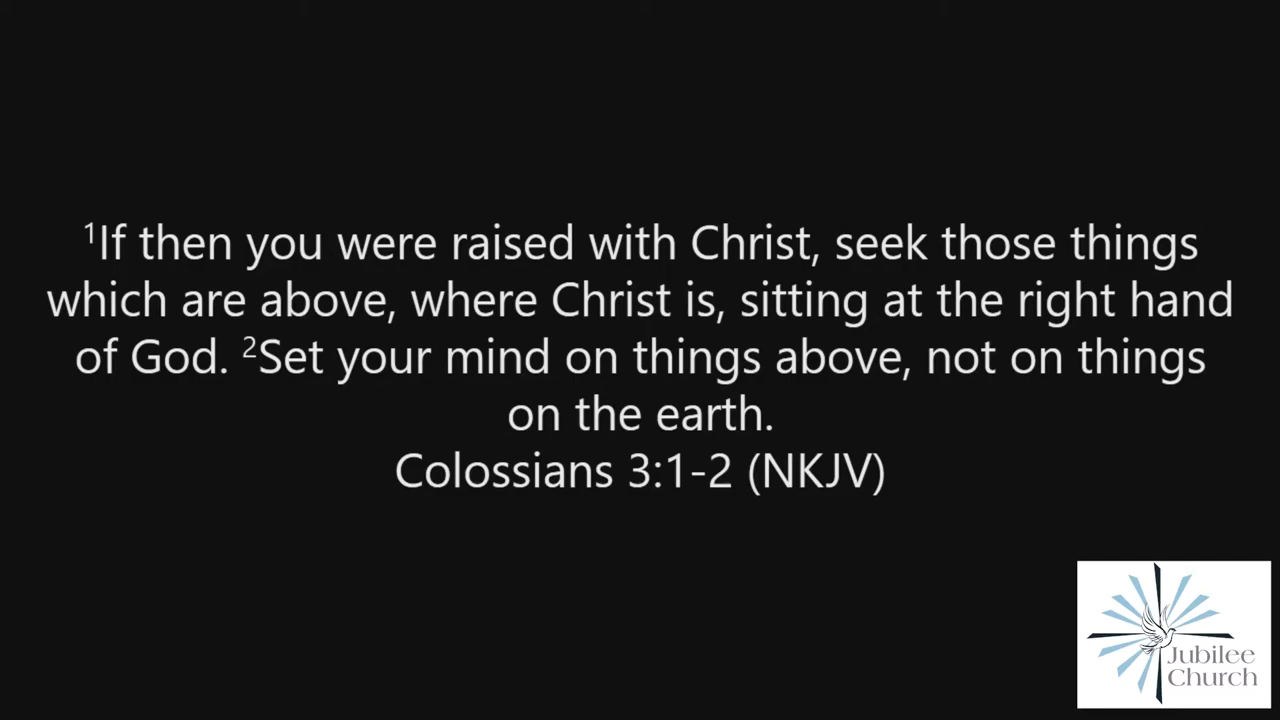 ¹If then you were raised with Christ, seek those things
which are above, where Christ is, sitting at the right hand
of God. ²Set your mind on things above, not on things
on the earth.
Colossians 3:1-2 (NKJV)
Jubilee
Church